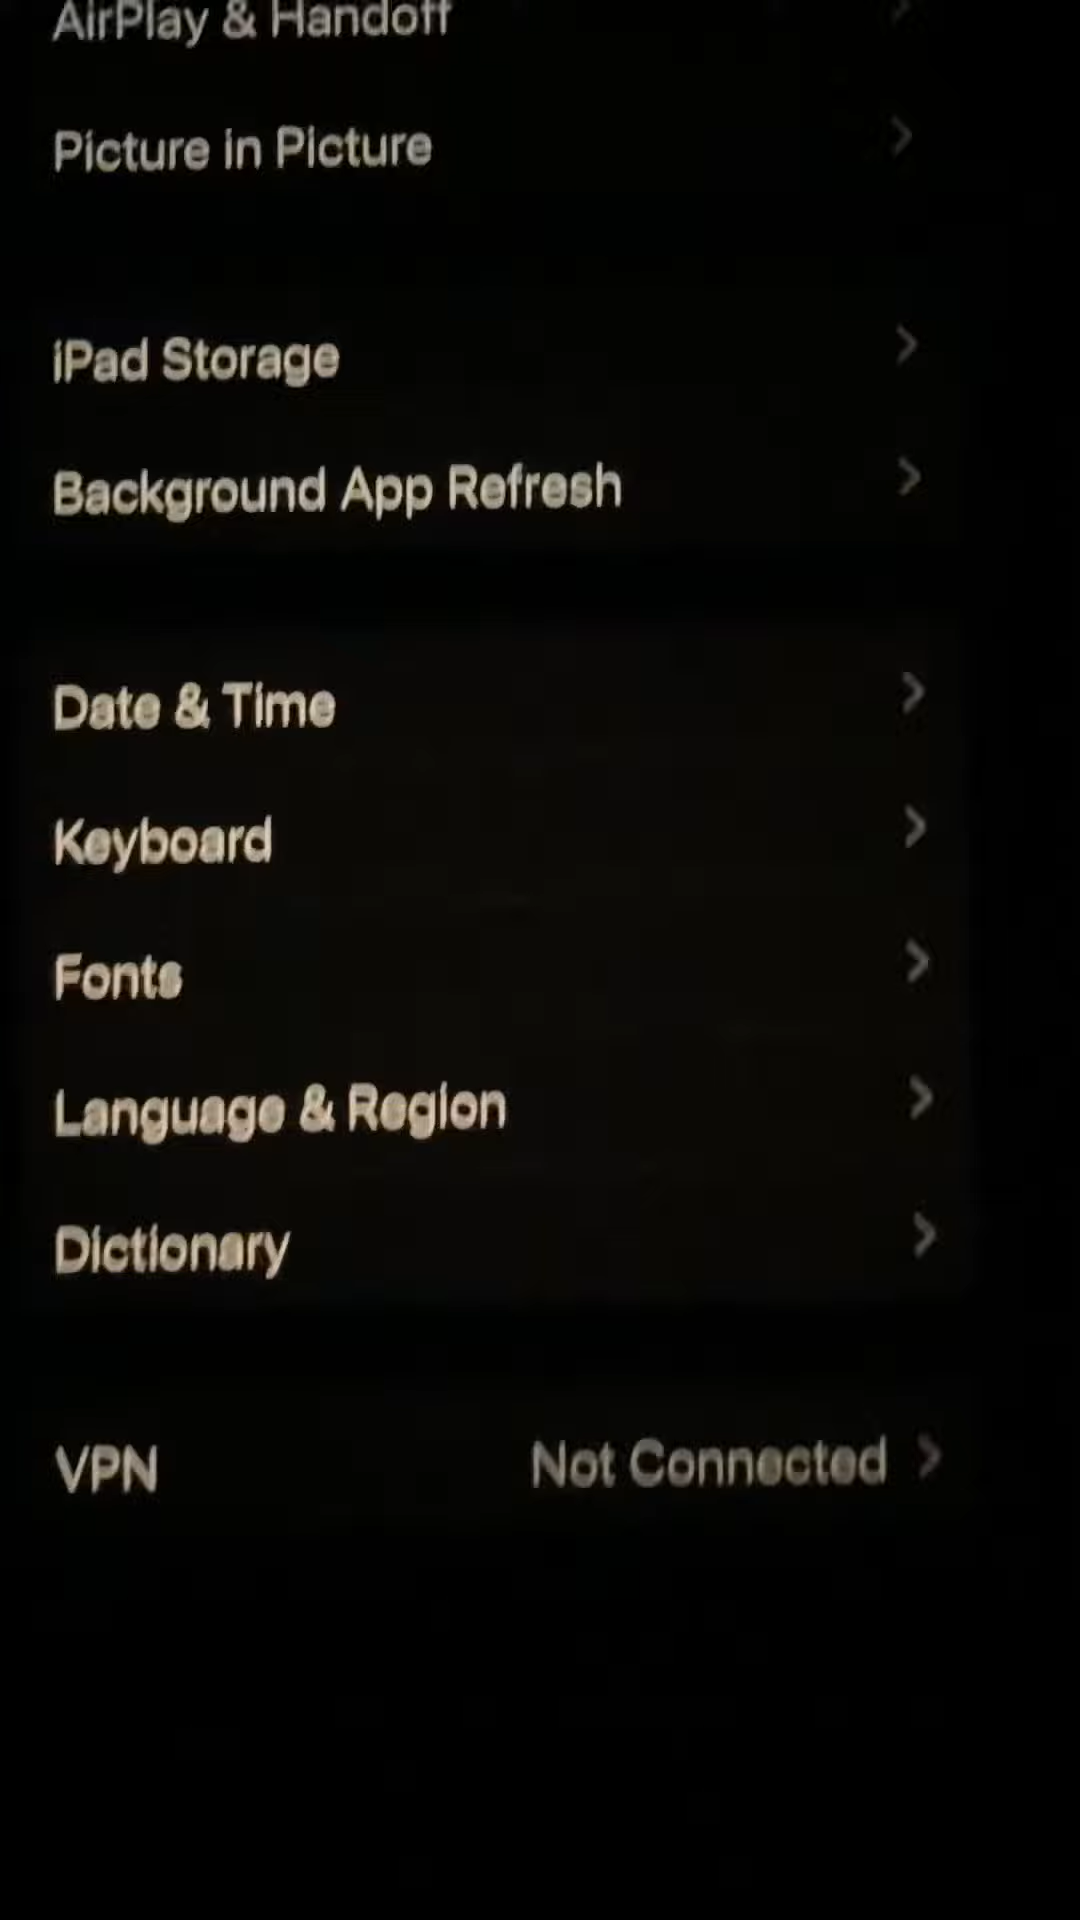 AirPlay & Handoff
Picture in Picture
iPad Storage
Background App Refresh
Date & Time
Keyboard
Fonts
Language & Region
Dictionary
VPN Not Connected